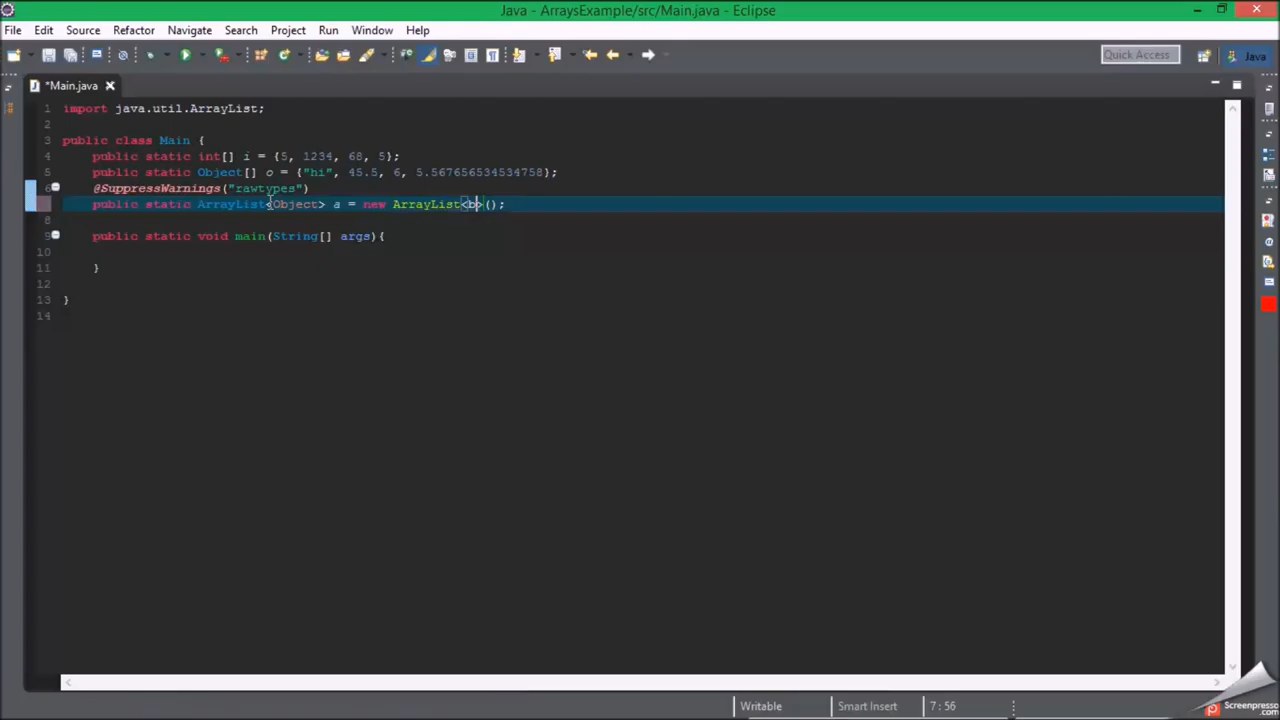 Java - ArraysExample/src/Main.java - Eclipse
File Edit Source Refactor Navigate Search Project Run Window Help
Quick Access
Java
*Main.java
1 import java.util.ArrayList;
2
3 public class Main {
4 public static int[] i = {5, 1234, 68, 5};
5 public static Object[] o = {"hi", 45.5, 6, 5.567656534534758};
6 @SuppressWarnings("rawtypes")
public static ArrayList<Object> a = new ArrayList<b>();
8
9 public static void main(String[] args){
10
11 }
12
13 }
14
Writable Smart Insert 7 : 56
Screenpresso
.com